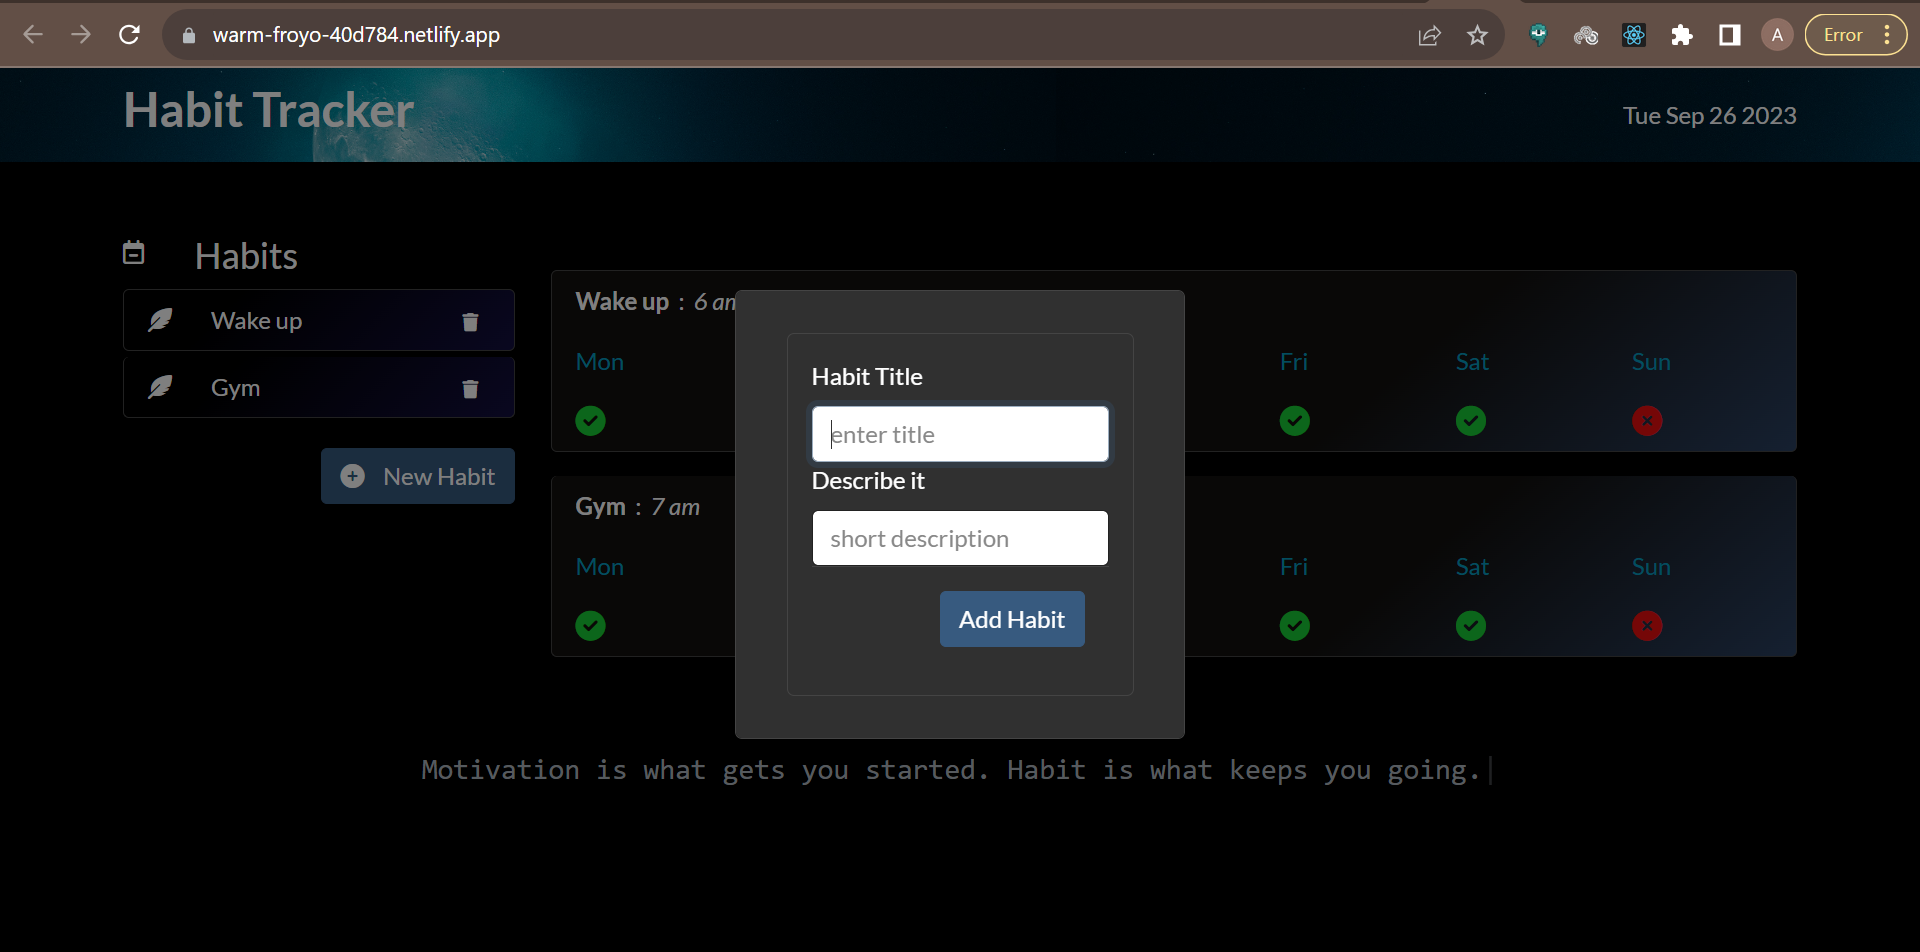 warm-froyo-40d784.netlify.app
A
Error
Habit Tracker
Tue Sep 26 2023
Habits
Wake up
Gym
New Habit
Wake up : 6 am
Mon
Fri
Sat
Sun
Gym : 7 am
Mon
Fri
Sat
Sun
Habit Title
enter title
Describe it
short description
Add Habit
Motivation is what gets you started. Habit is what keeps you going.